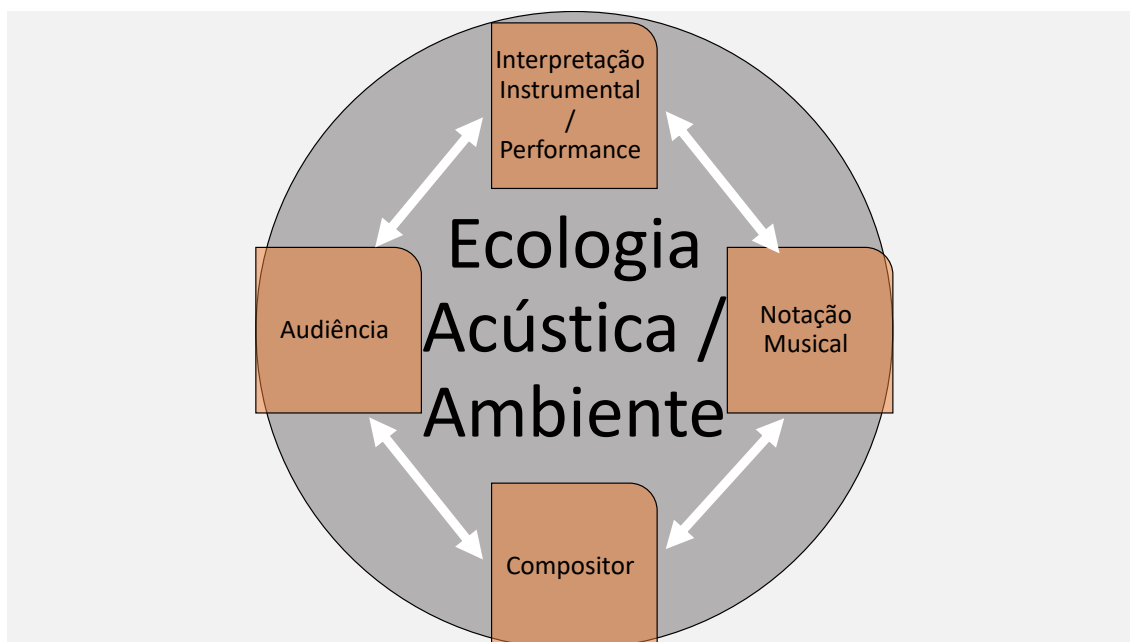 Interpretação
Instrumental
/
Performance
Ecologia
Acústica /
Ambiente
Audiência
Notação
Musical
Compositor